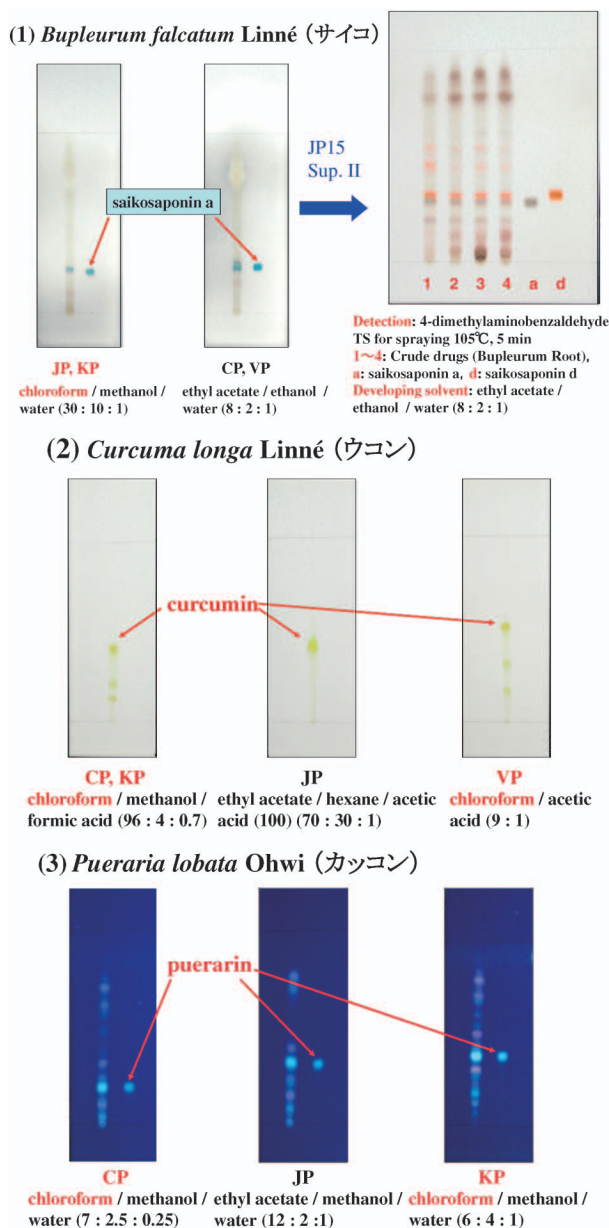 (1) Bupleurum falcatum Linné (サイコ)
saikosaponin a
JP15
Sup. II
1 2 3 4 a d
JP, KP
chloroform / methanol /
water (30 : 10 : 1)
CP, VP
ethyl acetate / ethanol /
water (8 : 2 : 1)
Detection: 4-dimethylaminobenzaldehyde
TS for spraying 105℃, 5 min
1～4: Crude drugs (Bupleurum Root),
a: saikosaponin a, d: saikosaponin d
Developing solvent: ethyl acetate /
ethanol / water (8 : 2 : 1)
(2) Curcuma longa Linné (ウコン)
curcumin
CP, KP
chloroform / methanol /
formic acid (96 : 4 : 0.7)
JP
ethyl acetate / hexane / acetic
acid (100) (70 : 30 : 1)
VP
chloroform / acetic
acid (9 : 1)
(3) Pueraria lobata Ohwi (カッコン)
puerarin
CP
chloroform / methanol /
water (7 : 2.5 : 0.25)
JP
ethyl acetate / methanol /
water (12 : 2 :1)
KP
chloroform / methanol /
water (6 : 4 : 1)